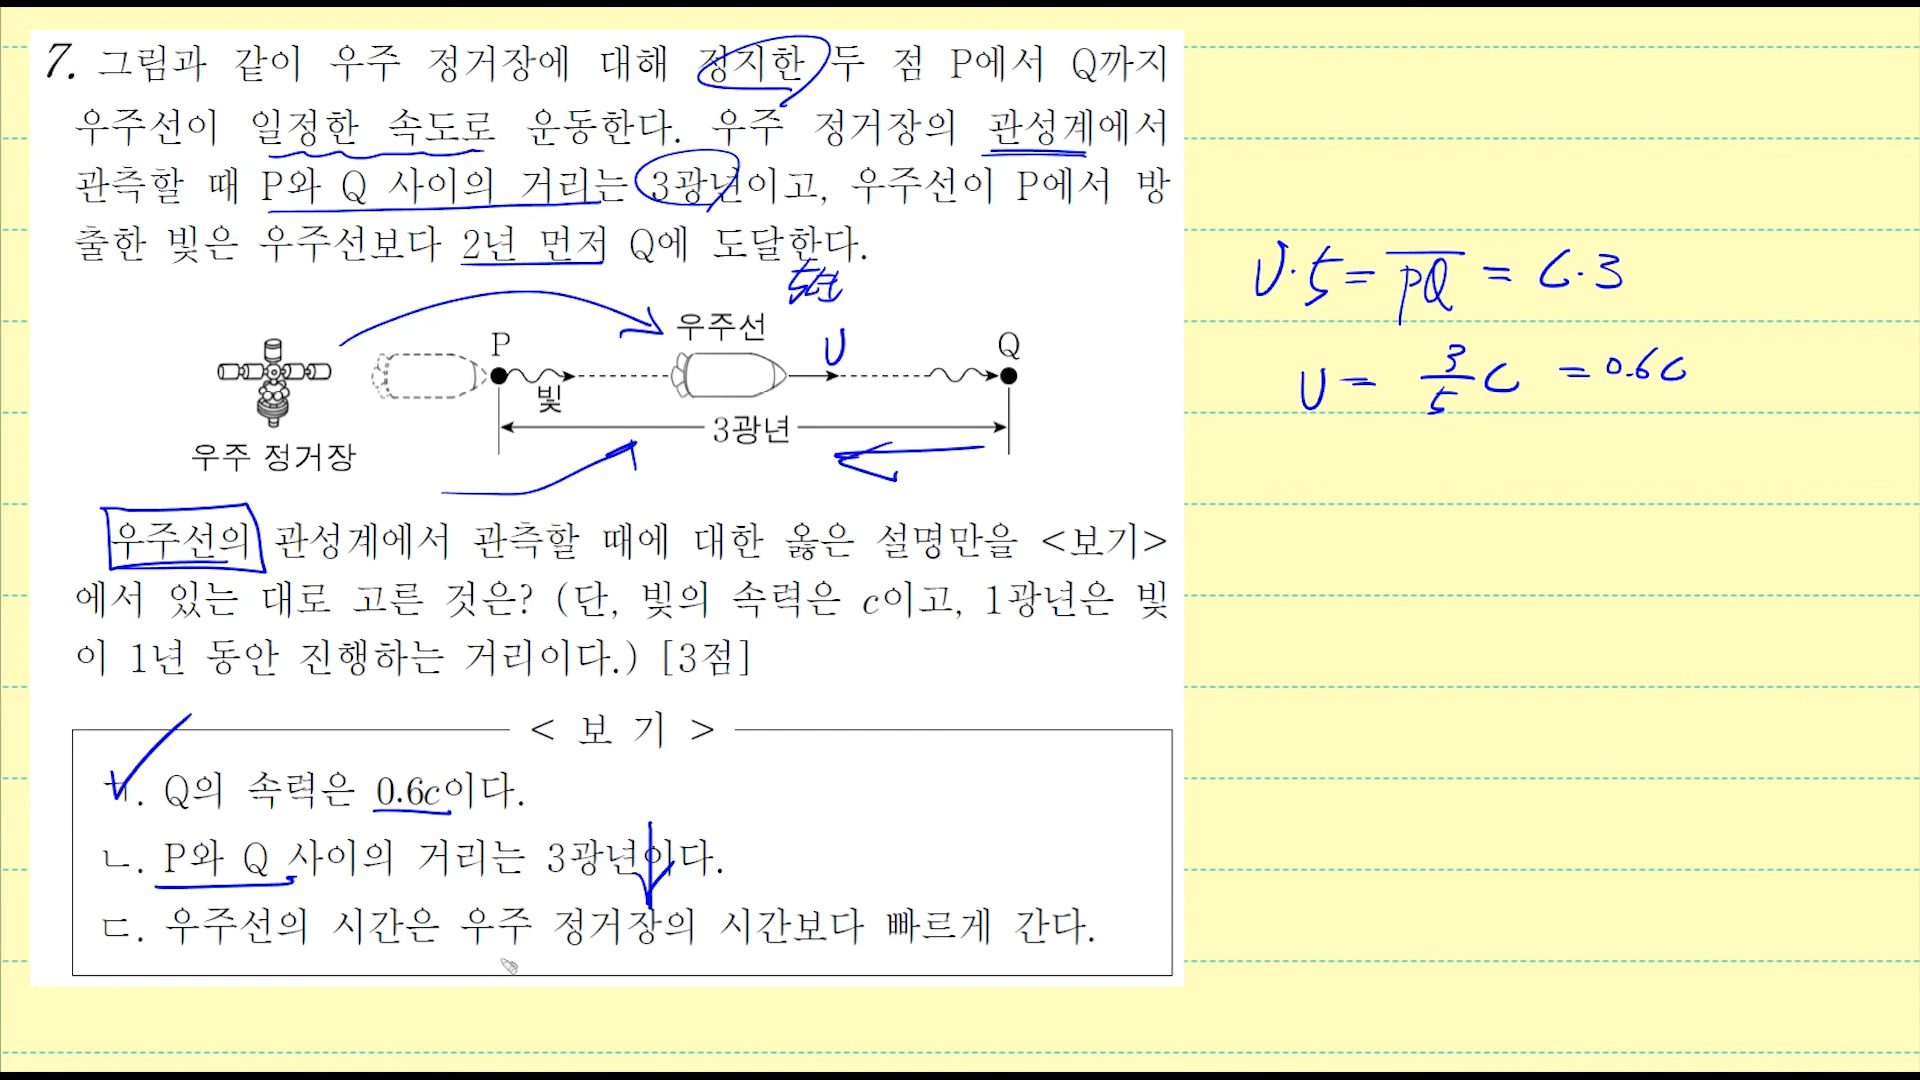 7. 그림과 같이 우주 정거장에 대해 정지한 두 점 P에서 Q까지
우주선이 일정한 속도로 운동한다. 우주 정거장의 관성계에서
관측할 때 P와 Q 사이의 거리는 3광년이고, 우주선이 P에서 방
출한 빛은 우주선보다 2년 먼저 Q에 도달한다.
5년
우주선
υ
P
Q
빛
3광년
우주 정거장
우주선의 관성계에서 관측할 때에 대한 옳은 설명만을 <보기>
에서 있는 대로 고른 것은? (단, 빛의 속력은 c이고, 1광년은 빛
이 1년 동안 진행하는 거리이다.) [3점]
< 보 기 >
ㄱ. Q의 속력은 0.6c이다.
ㄴ. P와 Q 사이의 거리는 3광년이다.
ㄷ. 우주선의 시간은 우주 정거장의 시간보다 빠르게 간다.
υ·5 = PQ = c·3
υ = 3/5 c = 0.6c